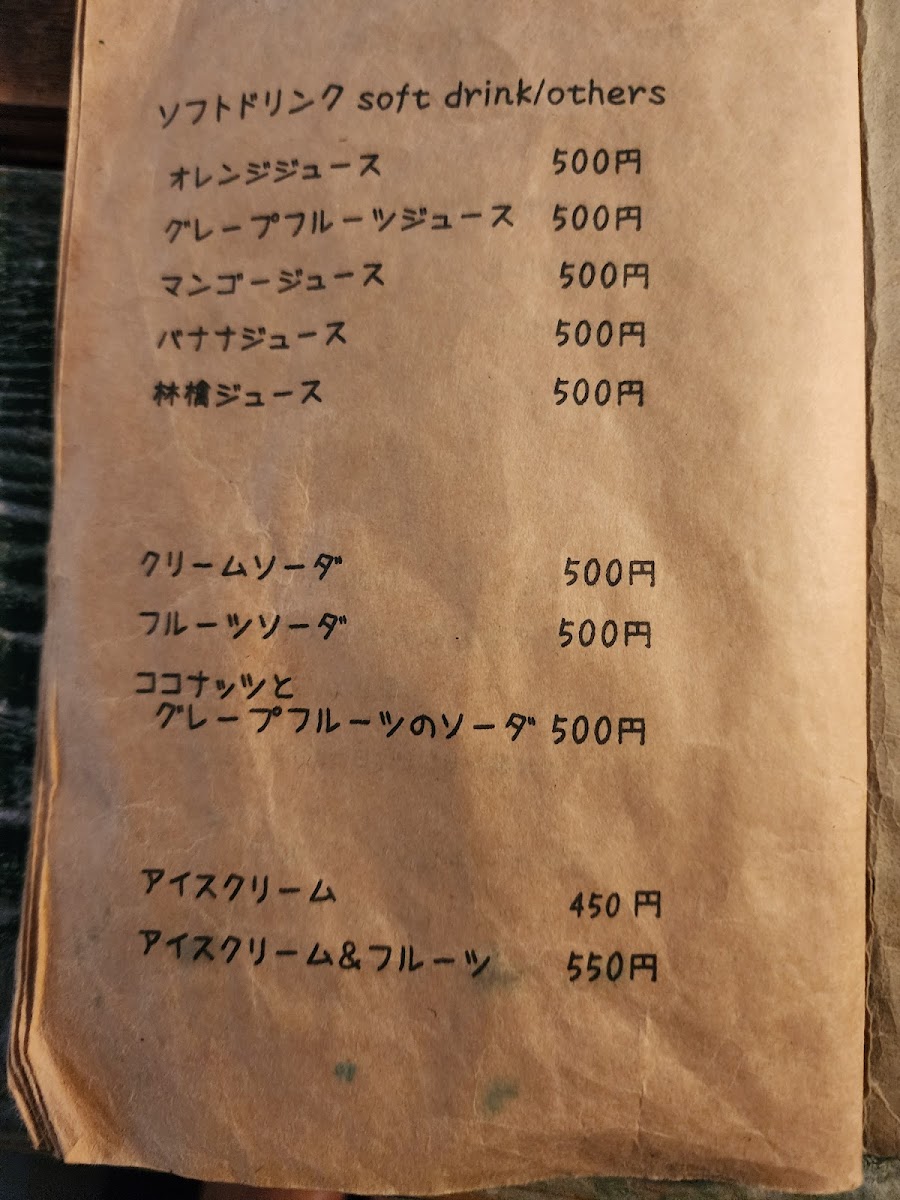 ソフトドリンク soft drink/others
オレンジジュース 500円
グレープフルーツジュース 500円
マンゴージュース 500円
バナナジュース 500円
林檎ジュース 500円
クリームソーダ 500円
フルーツソーダ 500円
ココナッツと
グレープフルーツのソーダ 500円
アイスクリーム 450円
アイスクリーム&フルーツ 550円